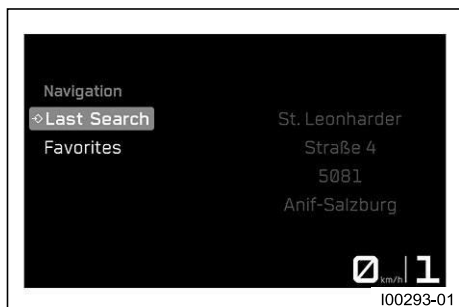 Navigation
Last Search
Favorites
St. Leonharder
Straße 4
5081
Anif-Salzburg
0 km/h 1
I00293-01